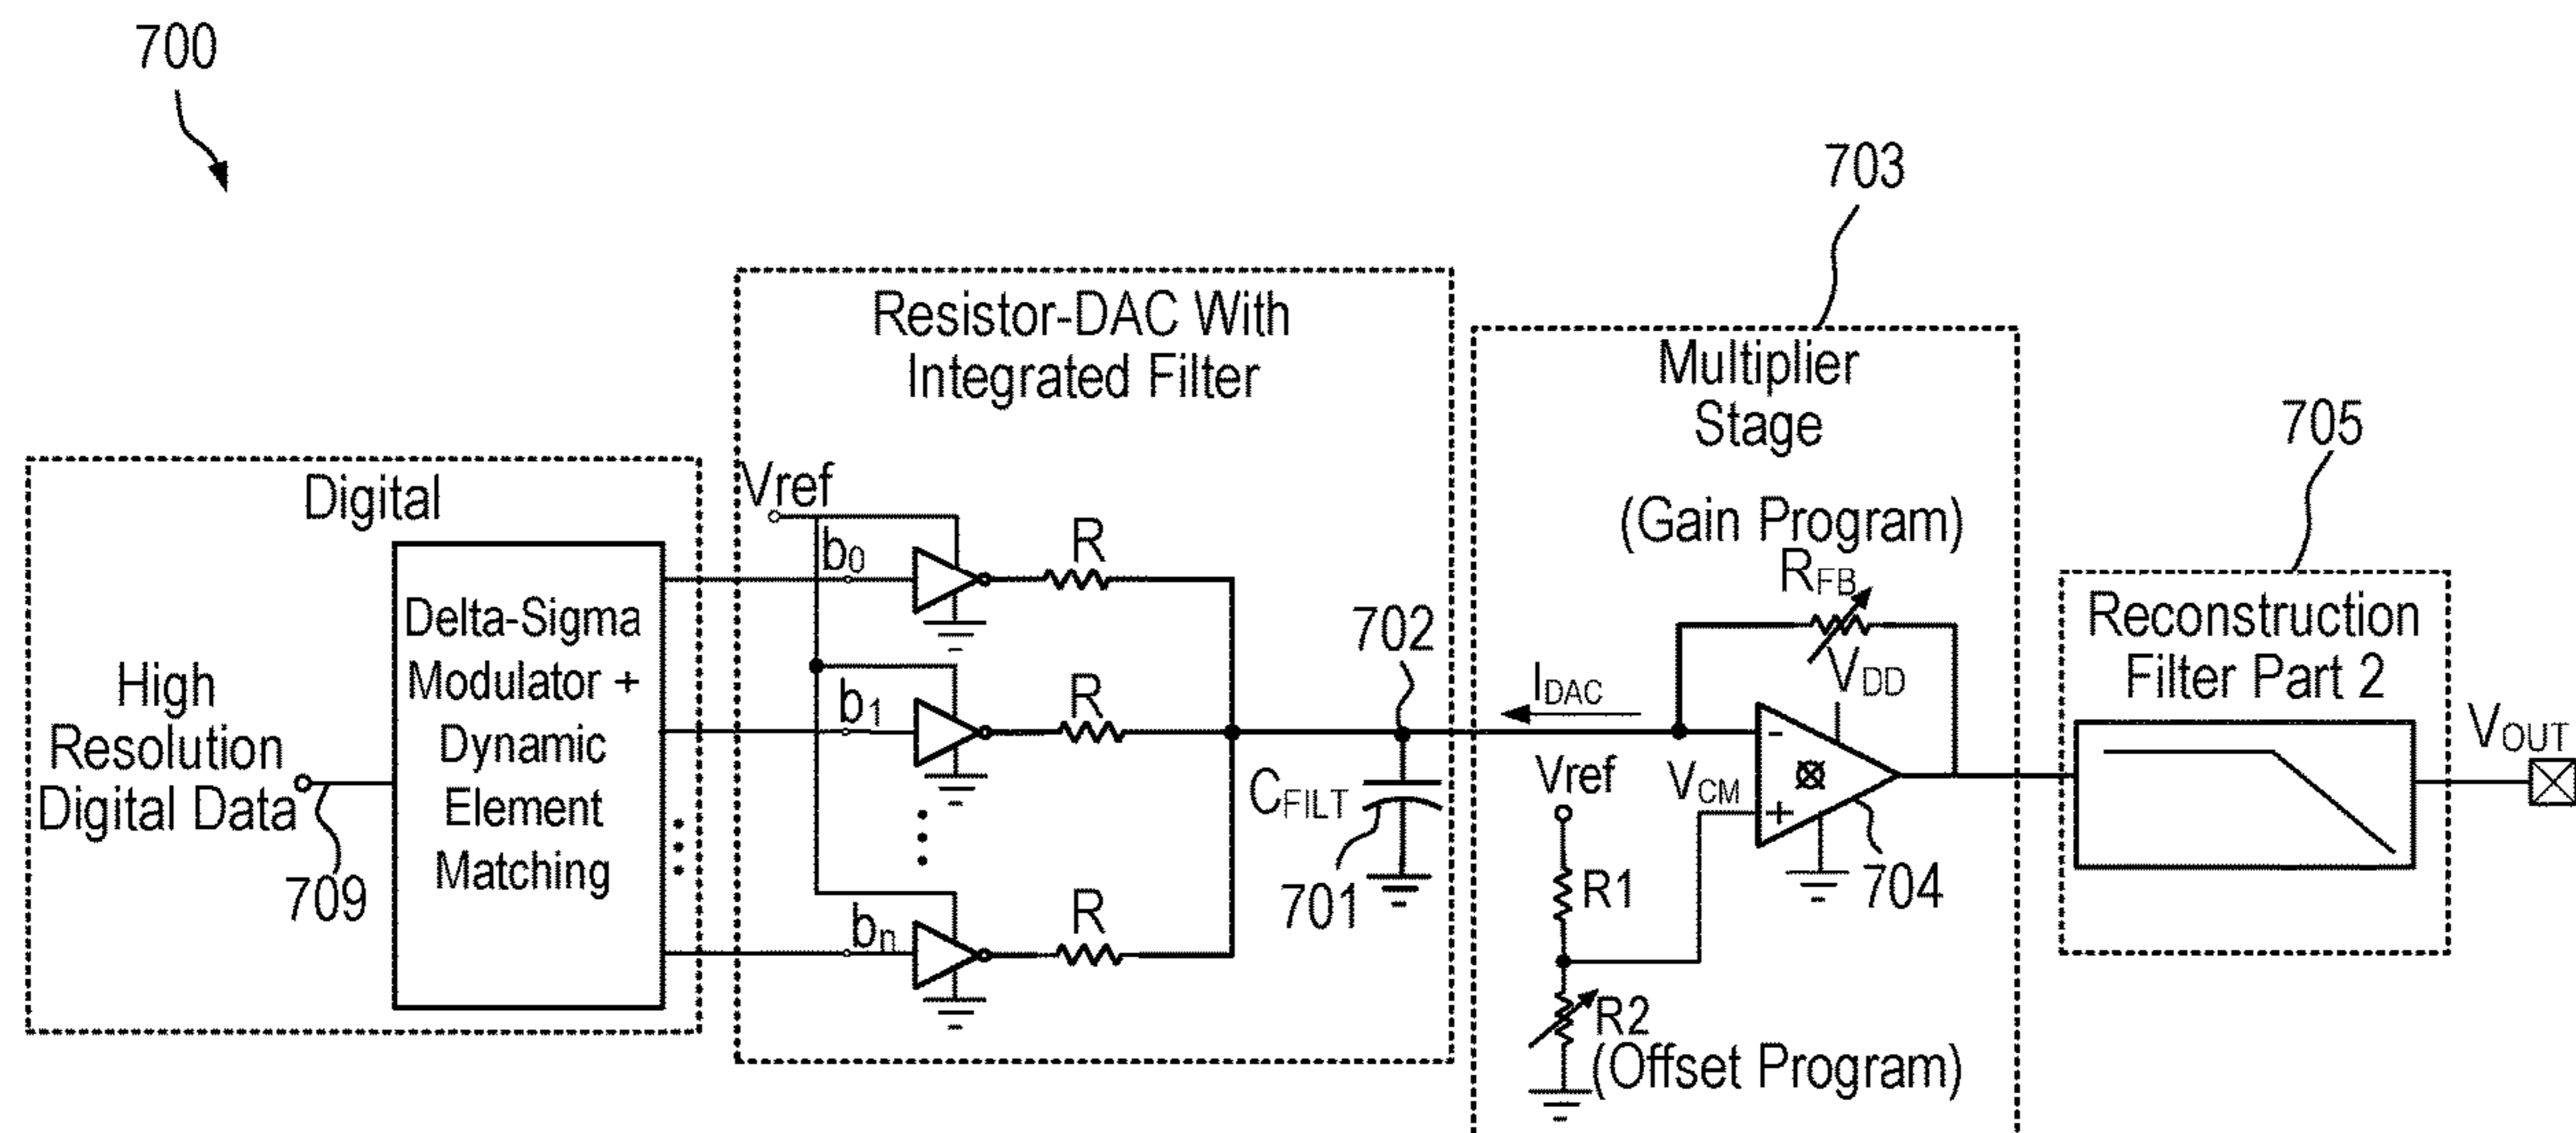 700
703
Resistor-DAC With
Integrated Filter
Multiplier
Stage
705
Digital
Vref
(Gain Program)
b0
R
RFB
Reconstruction
Filter Part 2
Delta-Sigma
Modulator +
Dynamic
Element
Matching
High
Resolution
Digital Data
709
b1
R
702
IDAC
VDD
VOUT
CFILT
701
Vref
VCM
-
+
704
R1
bn
R
R2
(Offset Program)